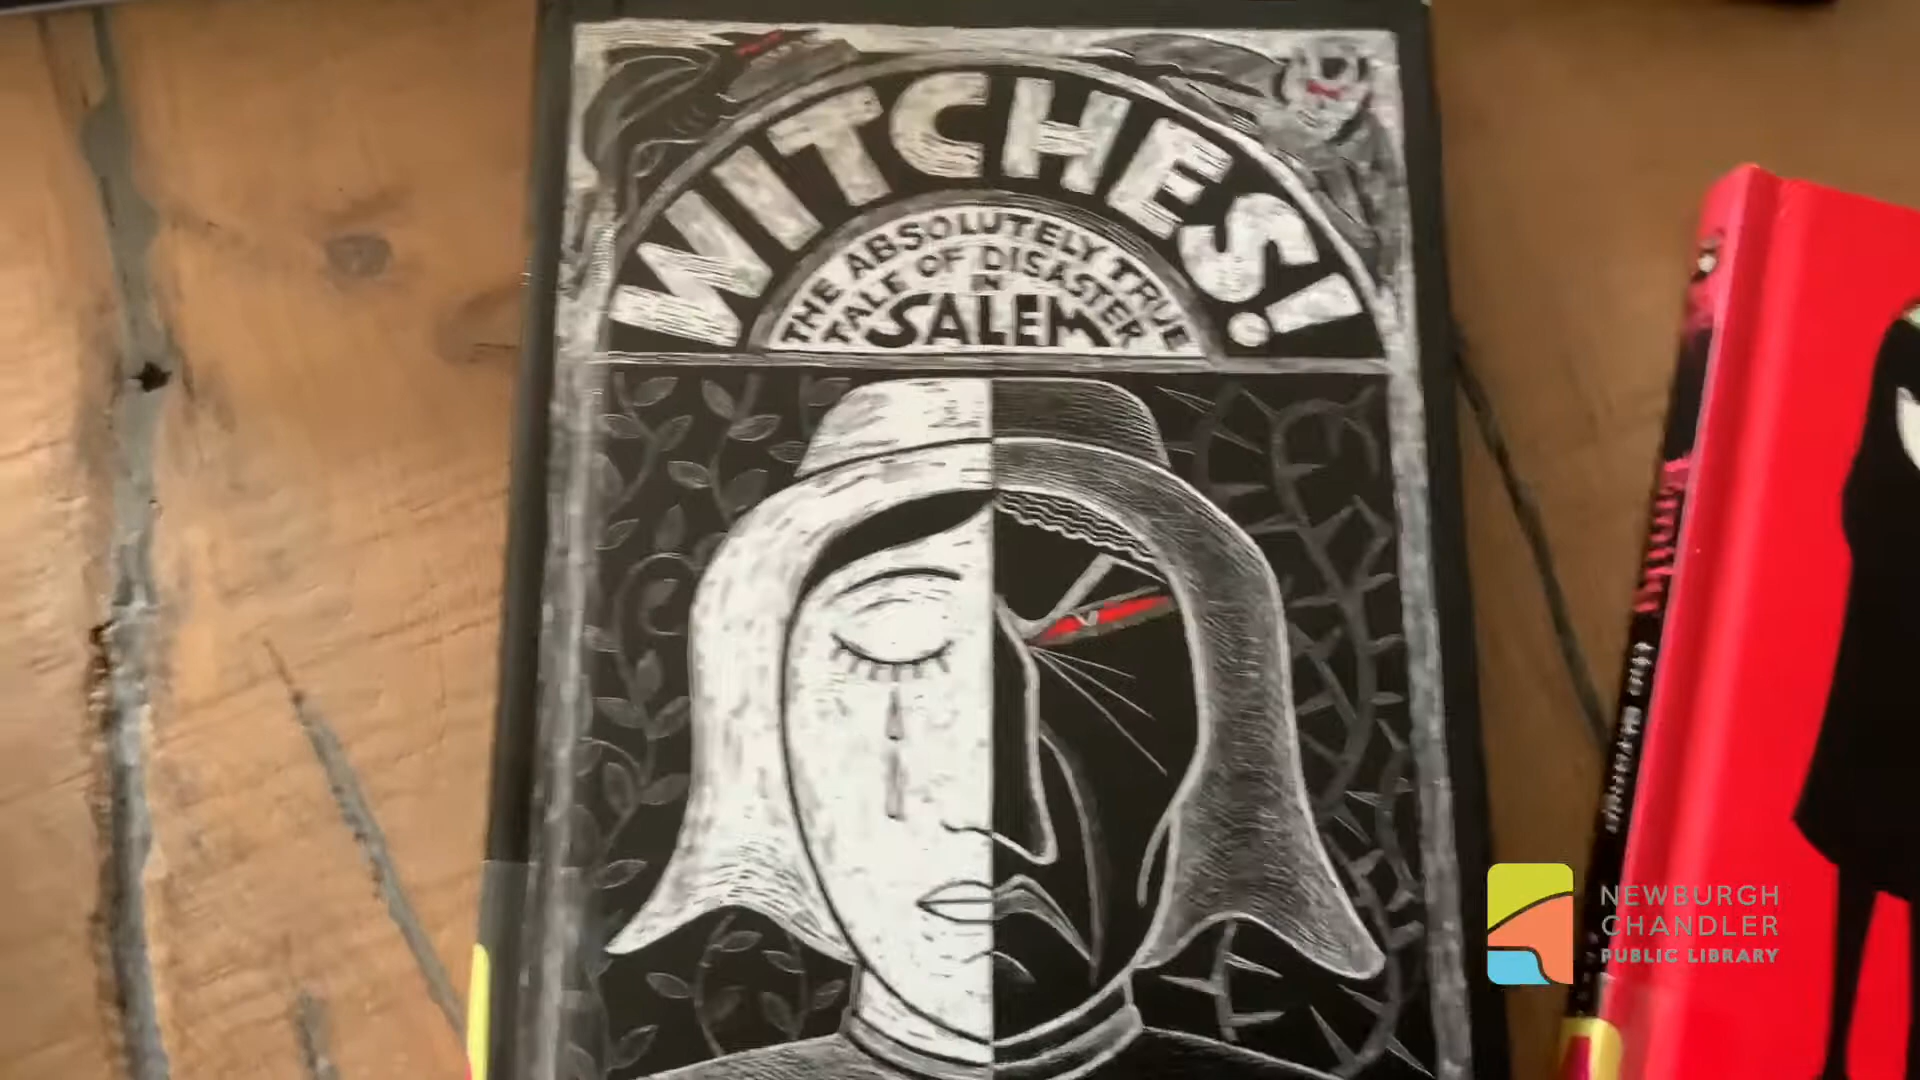 WITCHES!
THE ABSOLUTELY TRUE
TALE OF DISASTER
IN
SALEM
NEWBURGH
CHANDLER
PUBLIC LIBRARY